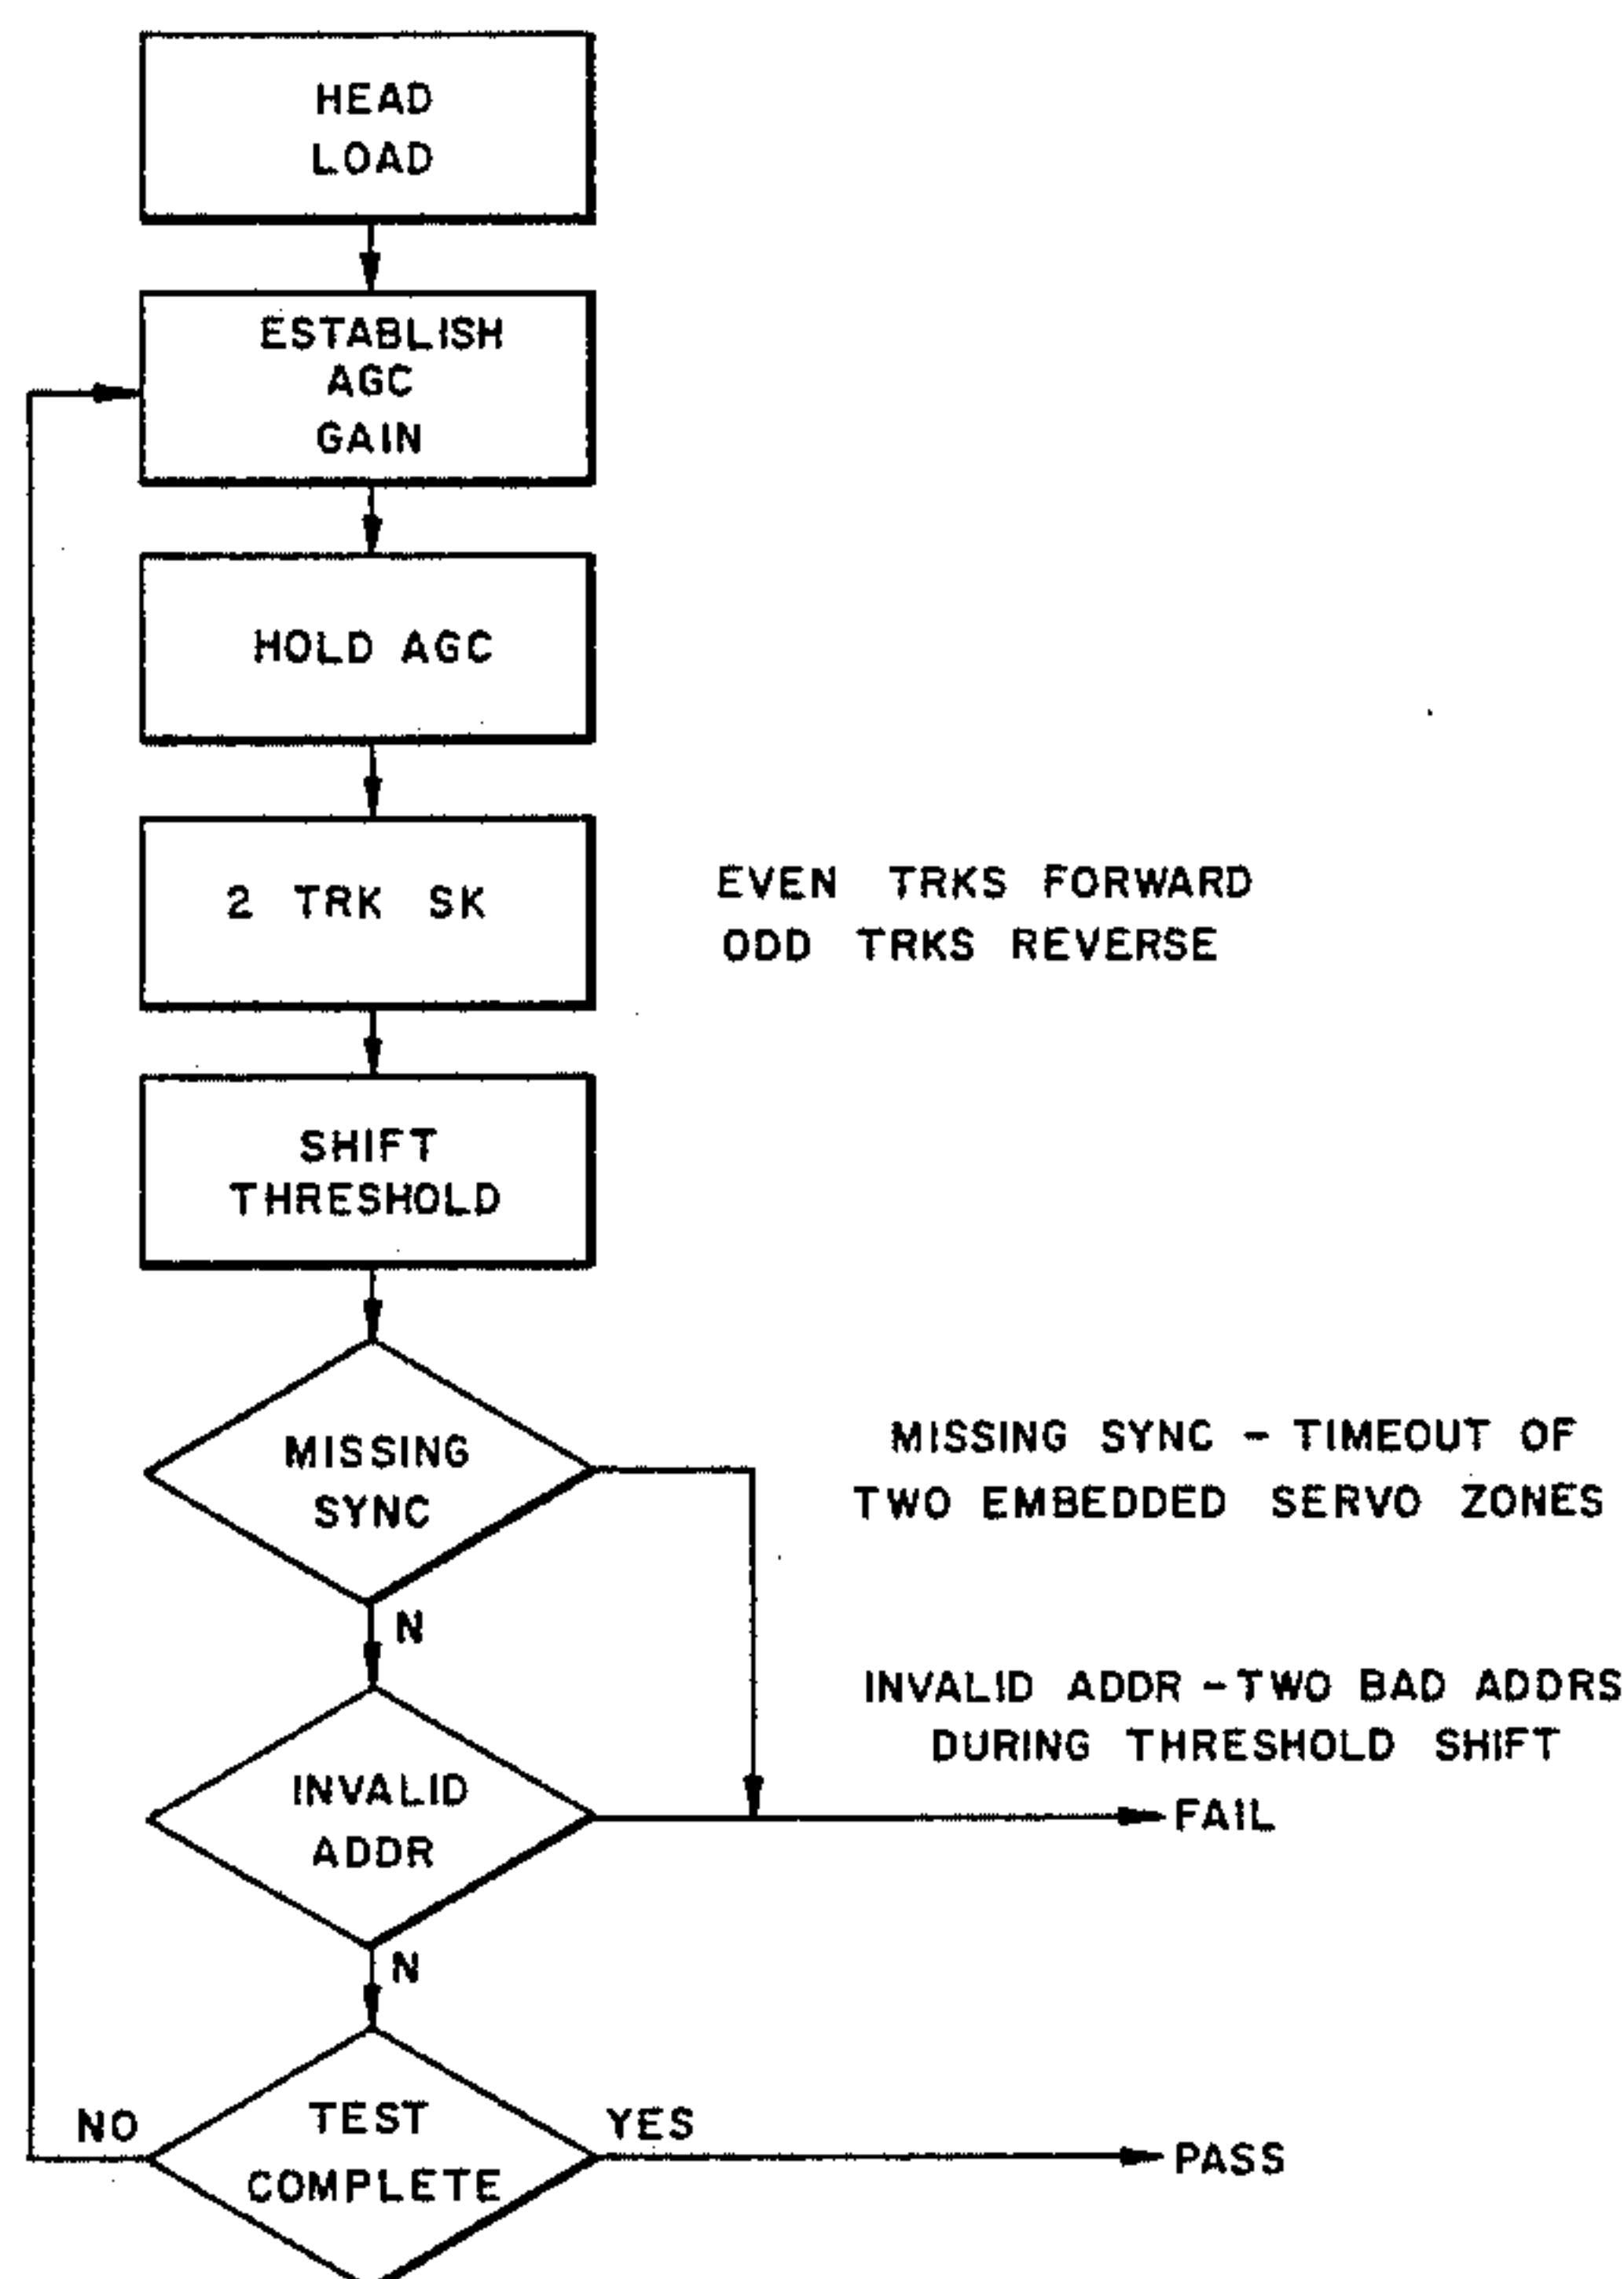 HEAD
LOAD
ESTABLISH
AGC
GAIN
HOLD AGC
2 TRK SK
EVEN TRKS FORWARD
ODD TRKS REVERSE
SHIFT
THRESHOLD
MISSING
SYNC
MISSING SYNC - TIMEOUT OF
TWO EMBEDDED SERVO ZONES
N
INVALID ADDR - TWO BAD ADDRS
DURING THRESHOLD SHIFT
INVALID
ADDR
FAIL
N
NO
TEST
COMPLETE
YES
PASS